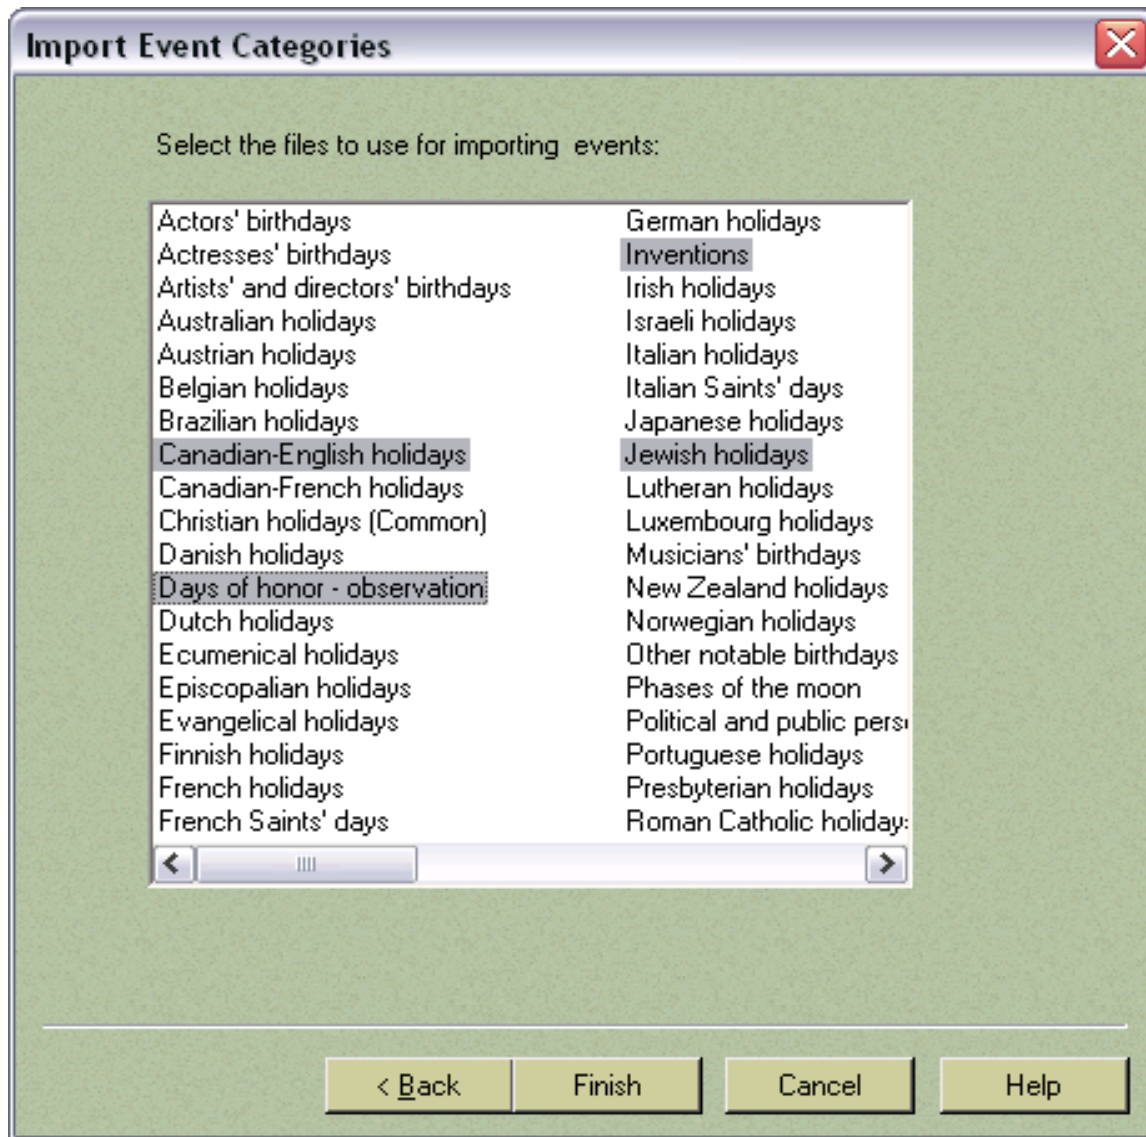 Import Event Categories
Select the files to use for importing  events:
Actors' birthdays
Actresses' birthdays
Artists' and directors' birthdays
Australian holidays
Austrian holidays
Belgian holidays
Brazilian holidays
Canadian-English holidays
Canadian-French holidays
Christian holidays (Common)
Danish holidays
Days of honor - observation
Dutch holidays
Ecumenical holidays
Episcopalian holidays
Evangelical holidays
Finnish holidays
French holidays
French Saints' days
German holidays
Inventions
Irish holidays
Israeli holidays
Italian holidays
Italian Saints' days
Japanese holidays
Jewish holidays
Lutheran holidays
Luxembourg holidays
Musicians' birthdays
New Zealand holidays
Norwegian holidays
Other notable birthdays
Phases of the moon
Political and public pers
Portuguese holidays
Presbyterian holidays
Roman Catholic holiday
< Back
Finish
Cancel
Help